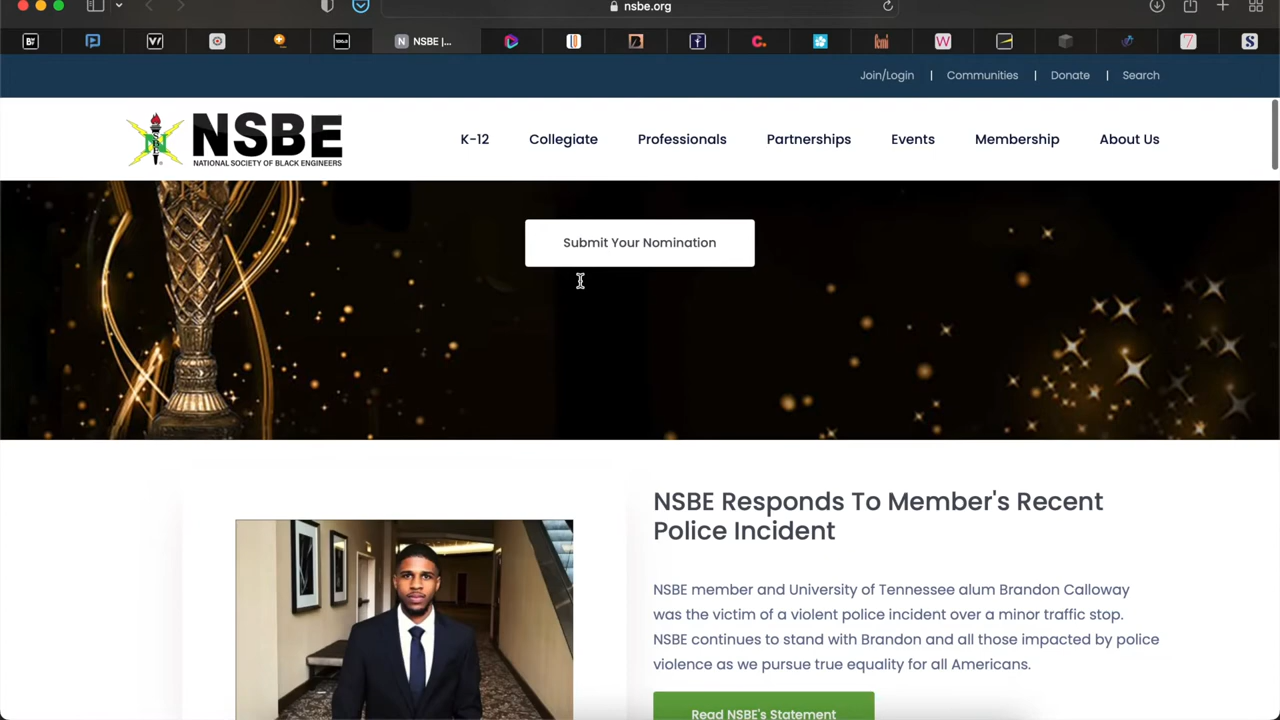 nsbe.org
NSBE |...
Join/Login | Communities | Donate | Search
NSBE
NATIONAL SOCIETY OF BLACK ENGINEERS
K-12 Collegiate Professionals Partnerships Events Membership About Us
Submit Your Nomination
NSBE Responds To Member's Recent
Police Incident
NSBE member and University of Tennessee alum Brandon Calloway
was the victim of a violent police incident over a minor traffic stop.
NSBE continues to stand with Brandon and all those impacted by police
violence as we pursue true equality for all Americans.
Read NSBE's Statement